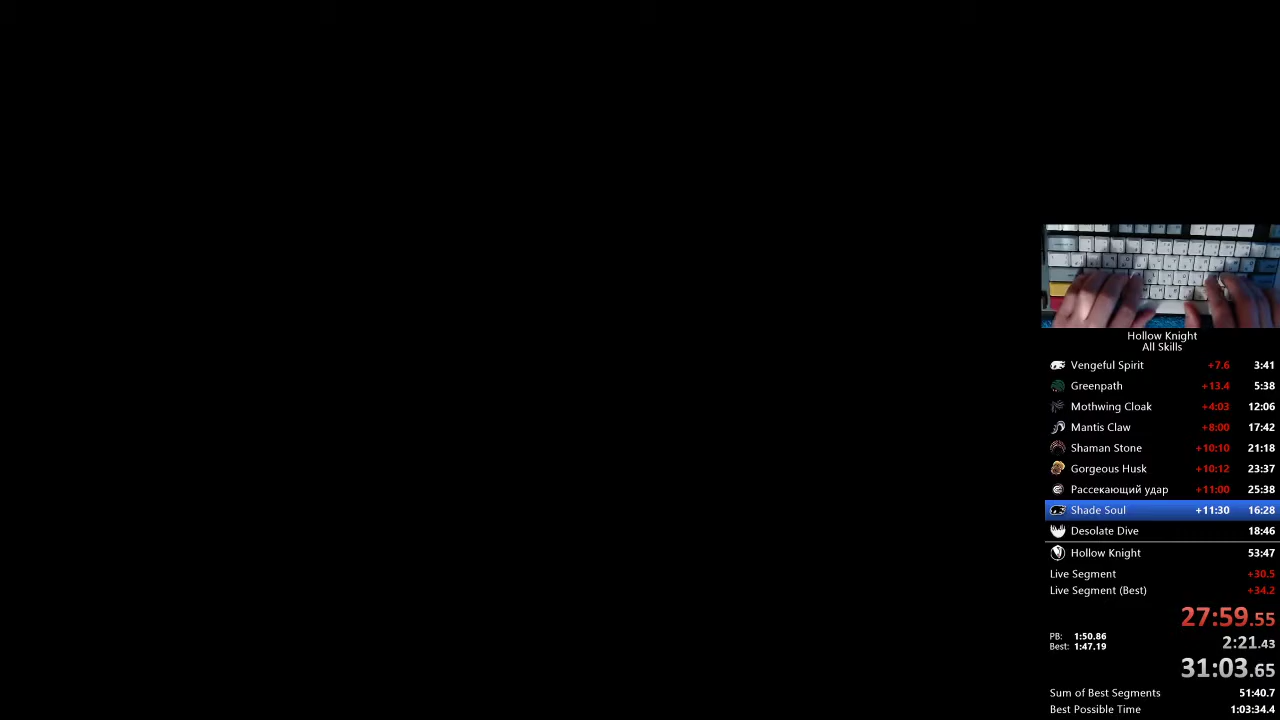 Hollow Knight
All Skills
Vengeful Spirit +7.6 3:41
Greenpath +13.4 5:38
Mothwing Cloak +4:03 12:06
Mantis Claw +8:00 17:42
Shaman Stone +10:10 21:18
Gorgeous Husk +10:12 23:37
Рассекающий удар +11:00 25:38
Shade Soul +11:30 16:28
Desolate Dive 18:46
Hollow Knight 53:47
Live Segment +30.5
Live Segment (Best) +34.2
27:59.55
PB: 1:50.86
Best: 1:47.19
2:21.43
31:03.65
Sum of Best Segments 51:40.7
Best Possible Time 1:03:34.4